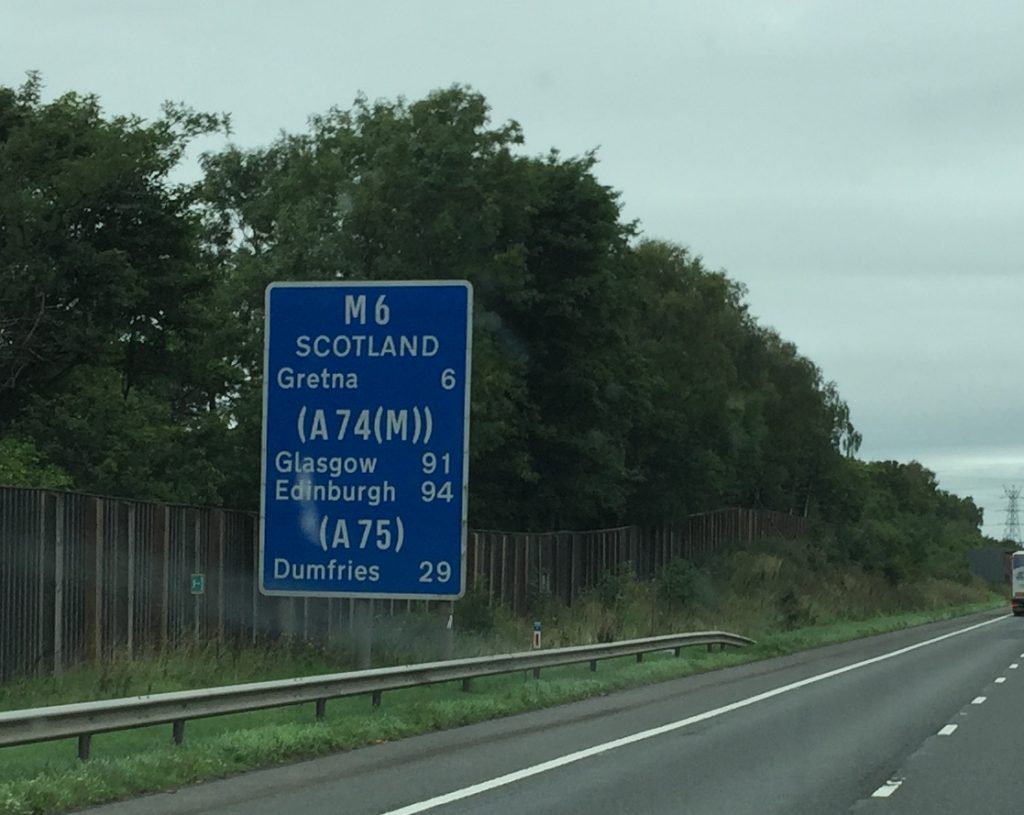 M6
SCOTLAND
Gretna 6
(A74(M))
Glasgow 91
Edinburgh 94
(A75)
Dumfries 29